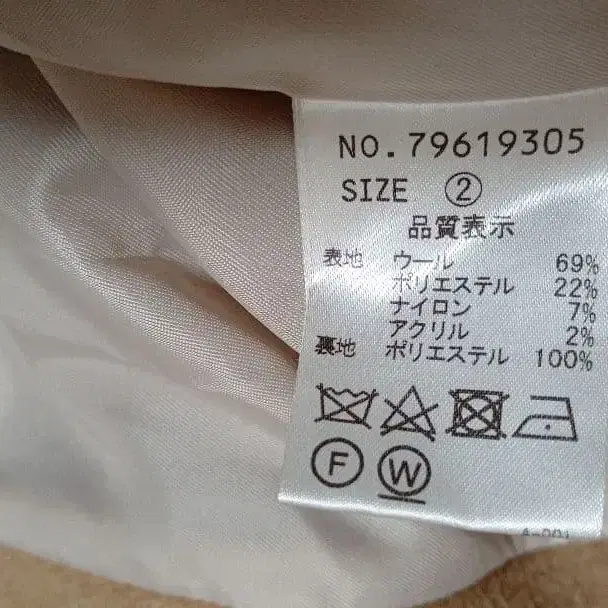 NO.79619305
SIZE ②
品質表示
表地 ウール 69%
ポリエステル 22%
ナイロン 7%
アクリル 2%
裏地 ポリエステル 100%
F W